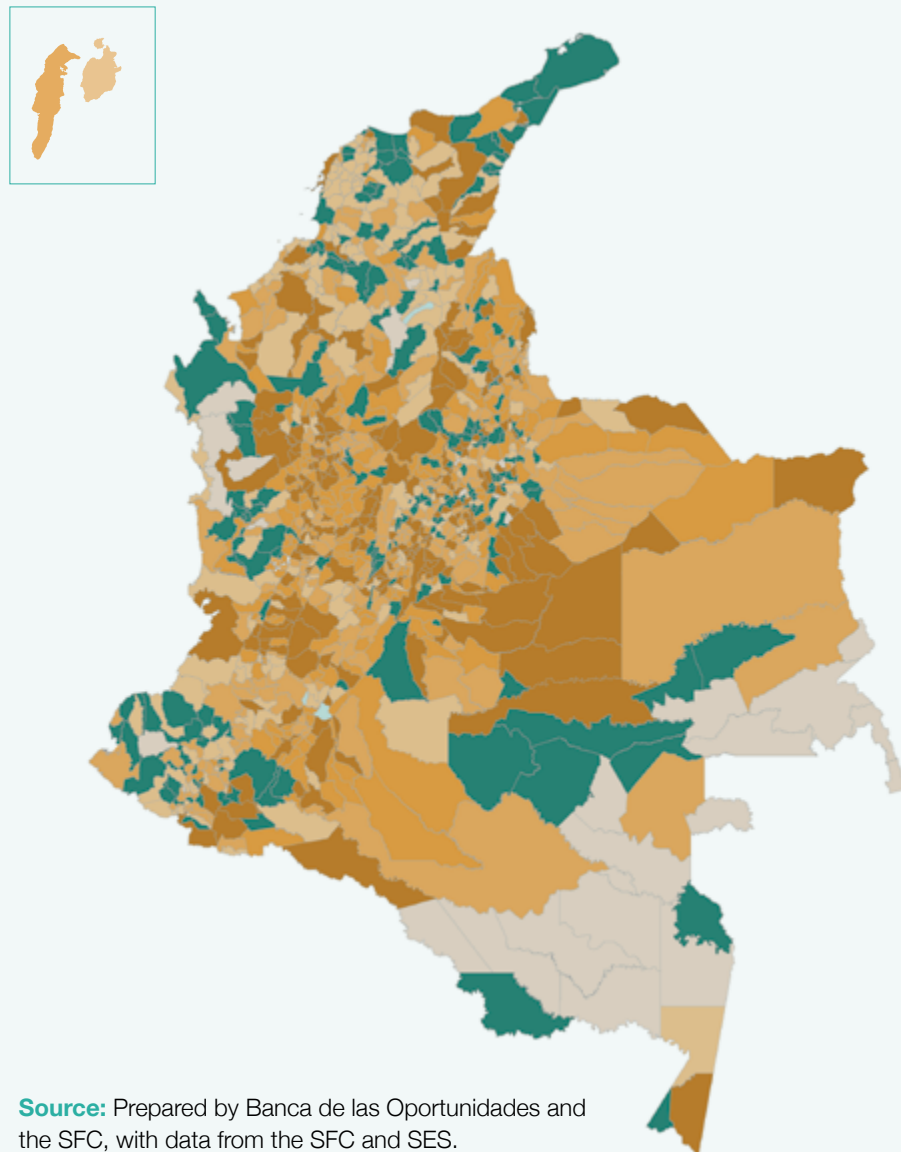 Source: Prepared by Banca de las Oportunidades and
the SFC, with data from the SFC and SES.